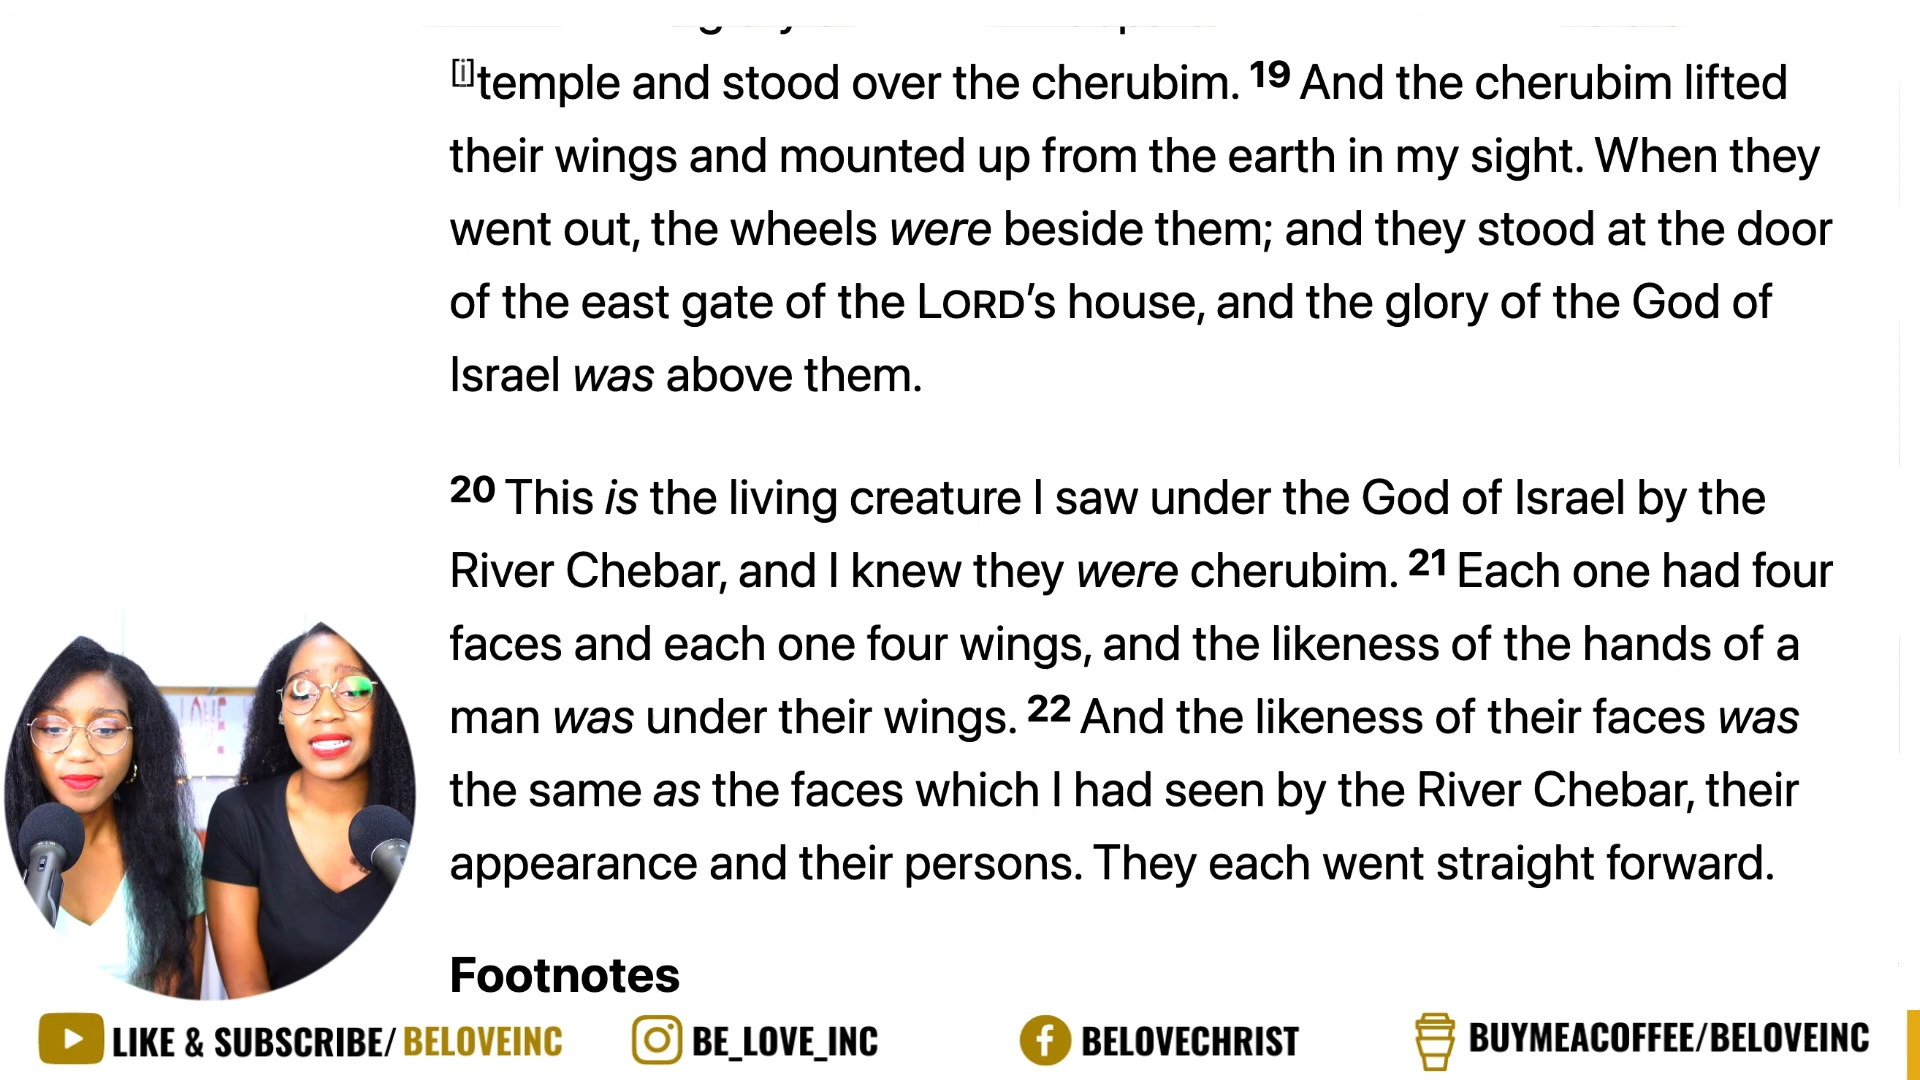 [i]temple and stood over the cherubim. 19 And the cherubim lifted
their wings and mounted up from the earth in my sight. When they
went out, the wheels were beside them; and they stood at the door
of the east gate of the LORD’s house, and the glory of the God of
Israel was above them.
20 This is the living creature I saw under the God of Israel by the
River Chebar, and I knew they were cherubim. 21 Each one had four
faces and each one four wings, and the likeness of the hands of a
man was under their wings. 22 And the likeness of their faces was
the same as the faces which I had seen by the River Chebar, their
appearance and their persons. They each went straight forward.
Footnotes
LIKE & SUBSCRIBE/ BELOVEINC
BE_LOVE_INC
BELOVECHRIST
BUYMEACOFFEE/BELOVEINC